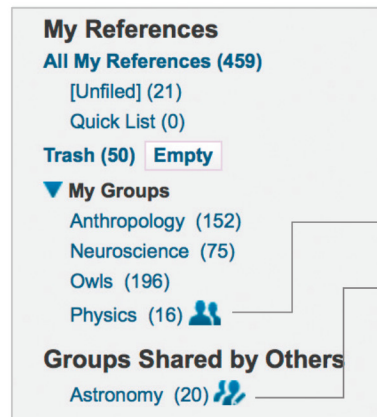 My References
All My References (459)
[Unfiled] (21)
Quick List (0)
Trash (50) Empty
My Groups
Anthropology (152)
Neuroscience (75)
Owls (196)
Physics (16)
Groups Shared by Others
Astronomy (20)